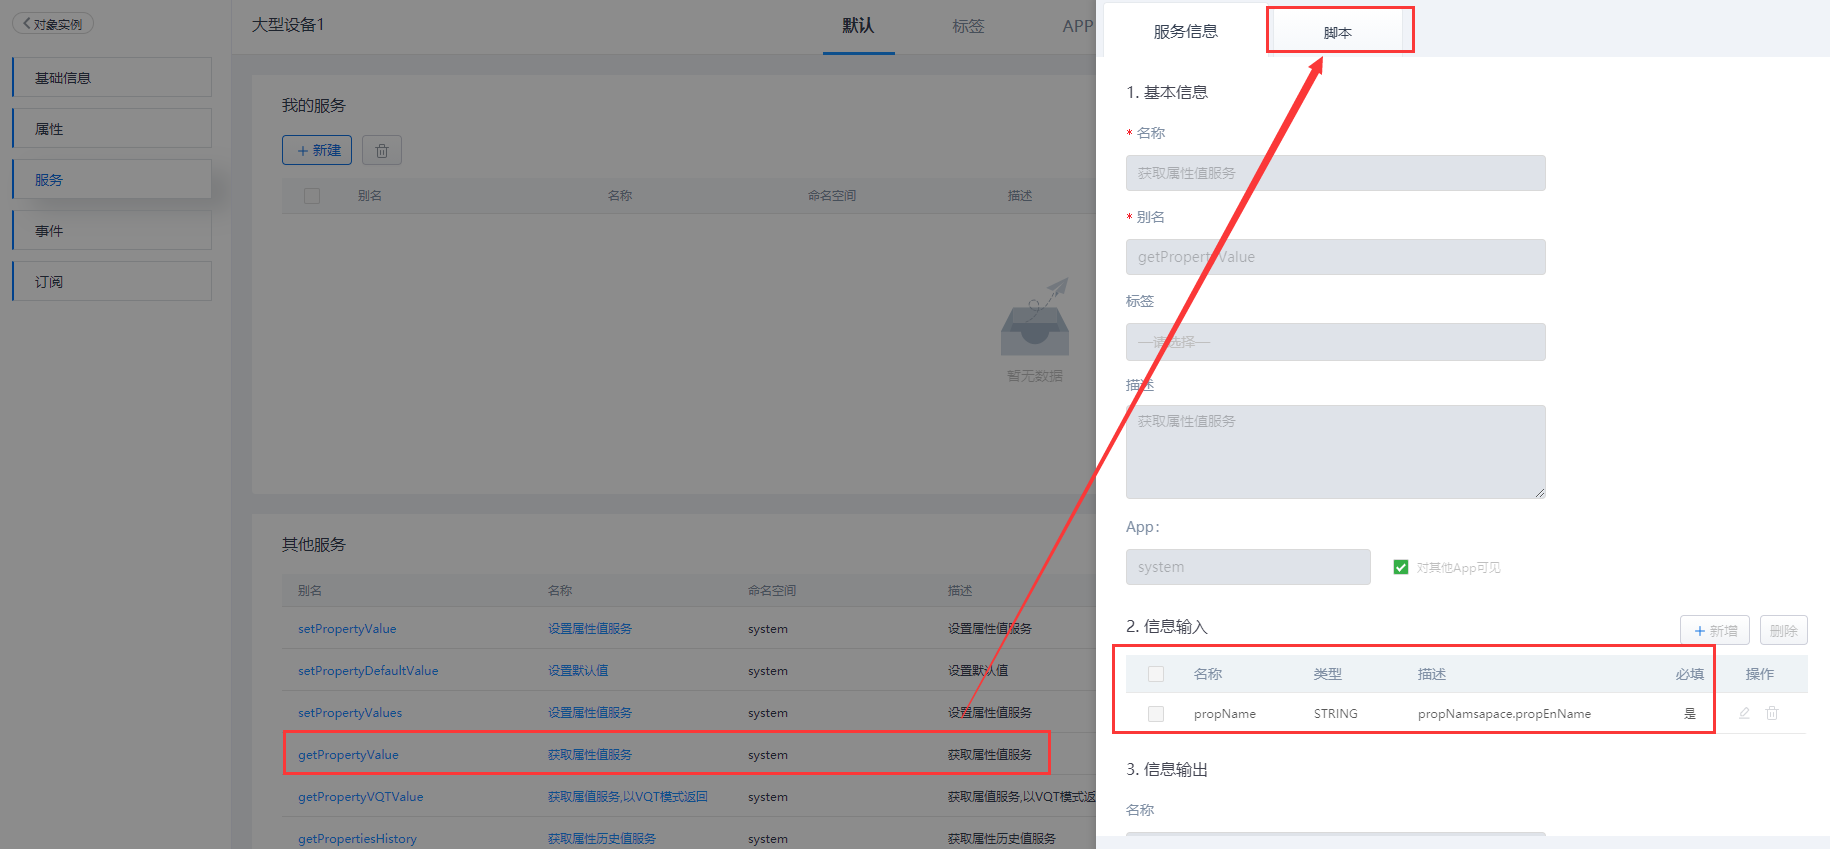 对象实例
基础信息
属性
服务
事件
订阅
大型设备1
默认
标签
APP
我的服务
+ 新建
别名 名称 命名空间 描述
暂无数据
其他服务
别名 名称 命名空间 描述
setPropertyValue 设置属性值服务 system 设置属性值服务
setPropertyDefaultValue 设置默认值 system 设置默认值
setPropertyValues 设置属性值服务 system 设置属性值服务
getPropertyValue 获取属性值服务 system 获取属性值服务
getPropertyVQTValue 获取属值服务,以VQT模式返回 system 获取属值服务,以VQT模式返
getPropertiesHistory 获取属性历史值服务 system 获取属性历史值服务
服务信息
脚本
1. 基本信息
* 名称
获取属性值服务
* 别名
getPropertyValue
标签
—请选择—
描述
获取属性值服务
App:
system
对其他App可见
2. 信息输入
+ 新增 删除
名称 类型 描述 必填 操作
propName STRING propNamsapace.propEnName 是
3. 信息输出
名称